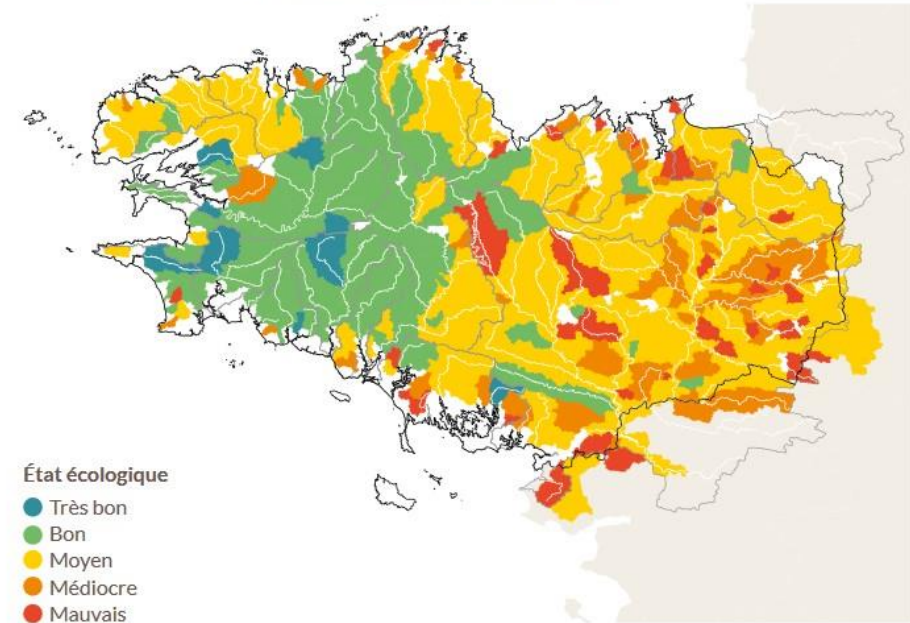 État écologique
Très bon
Bon
Moyen
Médiocre
Mauvais